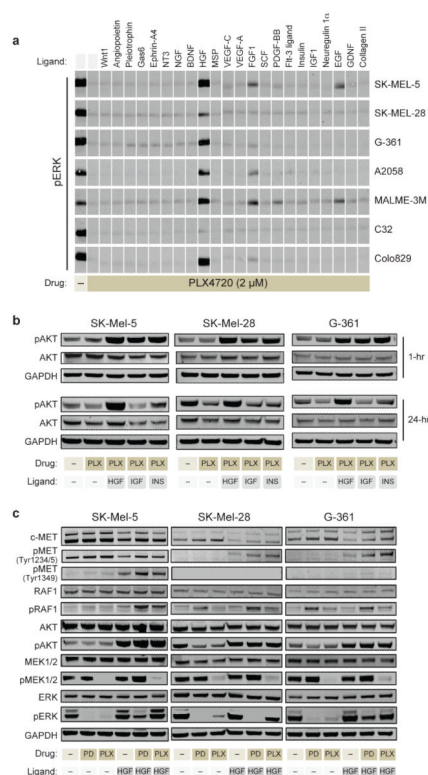 a
Ligand:
Wnt1
Angiopoietin
Pleiotrophin
Gas6
Ephrin-A4
NT3
NGF
BDNF
HGF
MSP
VEGF-C
VEGF-A
FGF1
SCF
PDGF-BB
Flt-3 ligand
Insulin
IGF1
Neuregulin 1α
EGF
GDNF
Collagen II
pERK
SK-MEL-5
SK-MEL-28
G-361
A2058
MALME-3M
C32
Colo829
Drug: – PLX4720 (2 μM)
b
SK-Mel-5 SK-Mel-28 G-361
pAKT
AKT
GAPDH
1-hr
pAKT
AKT
GAPDH
24-hr
Drug: – PLX PLX PLX PLX – PLX PLX PLX PLX – PLX PLX PLX PLX
Ligand: – – HGF IGF INS – – HGF IGF INS – – HGF IGF INS
c
SK-Mel-5 SK-Mel-28 G-361
c-MET
pMET
(Tyr1234/5)
pMET
(Tyr1349)
RAF1
pRAF1
AKT
pAKT
MEK1/2
pMEK1/2
ERK
pERK
GAPDH
Drug: – PD PLX – PD PLX – PD PLX – PD PLX – PD PLX – PD PLX
Ligand: – – – HGF HGF HGF – – – HGF HGF HGF – – – HGF HGF HGF